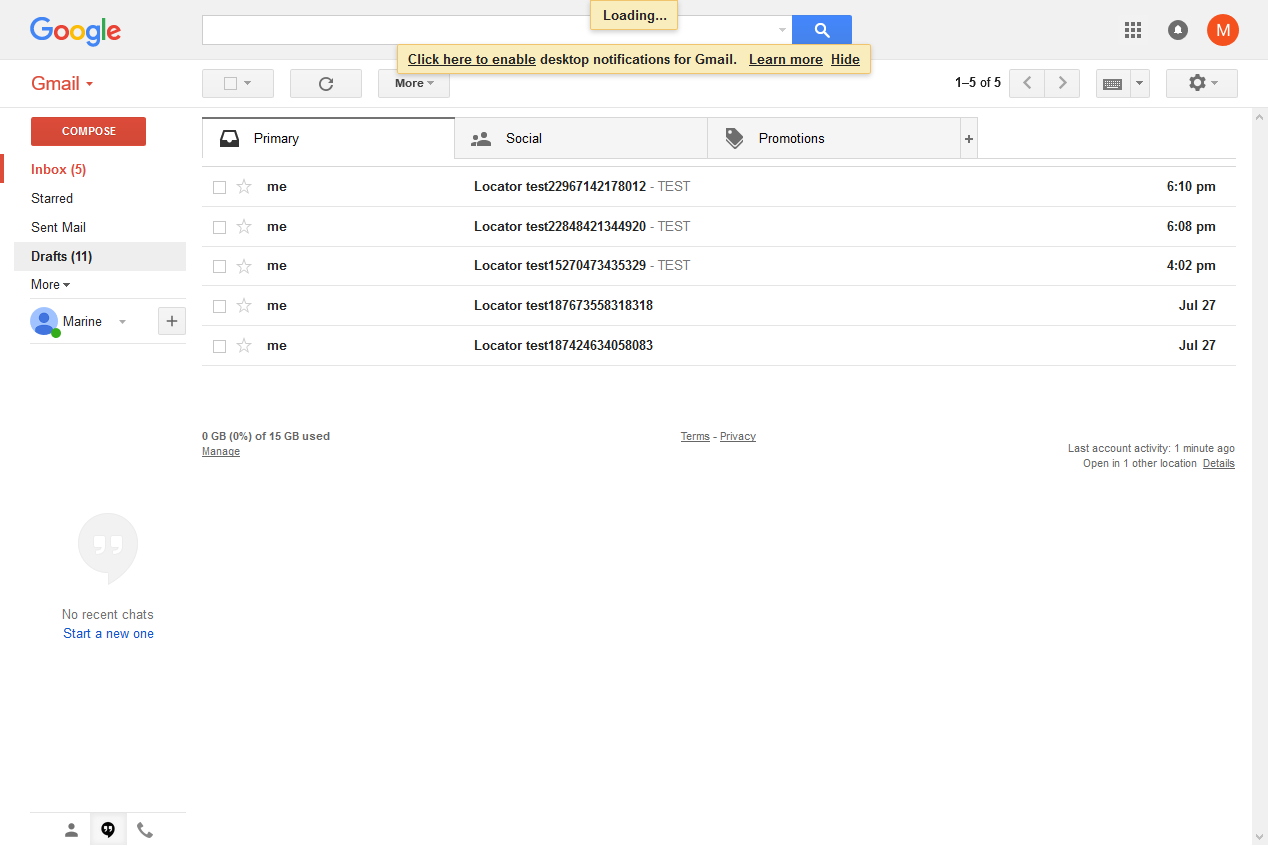 Loading...
Google
M
Click here to enable desktop notifications for Gmail. Learn more Hide
Gmail
More
1–5 of 5
COMPOSE
Primary
Social
Promotions
+
Inbox (5)
Starred
Sent Mail
Drafts (11)
More
Marine
+
me Locator test22967142178012 - TEST 6:10 pm
me Locator test22848421344920 - TEST 6:08 pm
me Locator test15270473435329 - TEST 4:02 pm
me Locator test187673558318318 Jul 27
me Locator test187424634058083 Jul 27
0 GB (0%) of 15 GB used
Manage
Terms - Privacy
Last account activity: 1 minute ago
Open in 1 other location Details
No recent chats
Start a new one